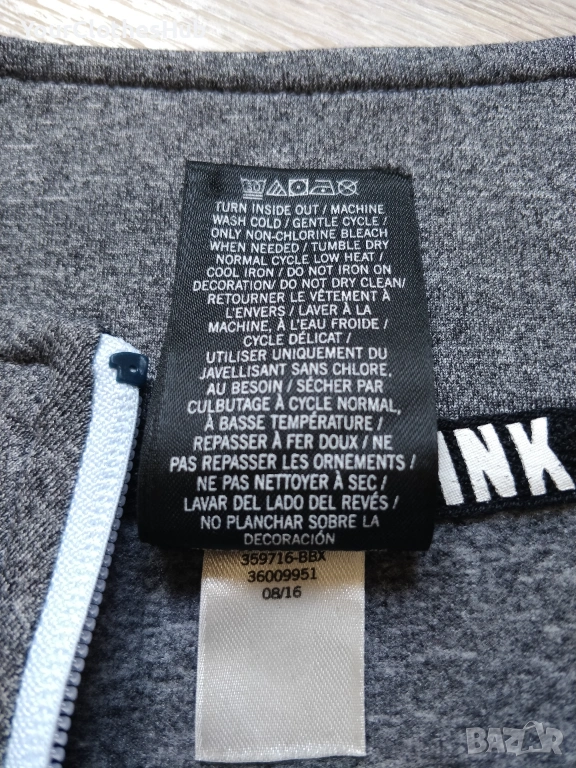 TURN INSIDE OUT / MACHINE
WASH COLD / GENTLE CYCLE /
ONLY NON-CHLORINE BLEACH
WHEN NEEDED / TUMBLE DRY
NORMAL CYCLE LOW HEAT /
COOL IRON / DO NOT IRON ON
DECORATION/ DO NOT DRY CLEAN/
RETOURNER LE VÊTEMENT À
L'ENVERS / LAVER À LA
MACHINE, À L'EAU FROIDE /
CYCLE DÉLICAT /
UTILISER UNIQUEMENT DU
JAVELLISANT SANS CHLORE,
AU BESOIN / SÉCHER PAR
CULBUTAGE À CYCLE NORMAL,
À BASSE TEMPÉRATURE /
REPASSER À FER DOUX / NE
PAS REPASSER LES ORNEMENTS /
NE PAS NETTOYER À SEC /
LAVAR DEL LADO DEL REVÉS /
NO PLANCHAR SOBRE LA
DECORACIÓN
INK
359716-BBX
36009951
08/16
BAZAR